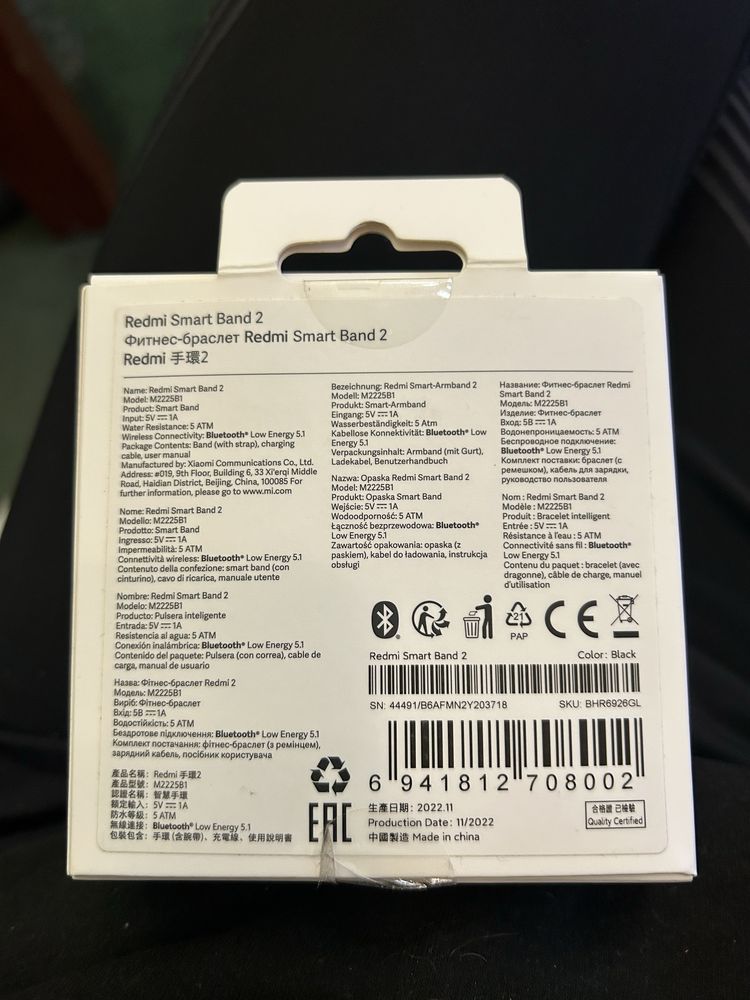 Redmi Smart Band 2
Фитнес-браслет Redmi Smart Band 2
Redmi 手環2
Name: Redmi Smart Band 2
Model: M2225B1
Product: Smart Band
Input: 5V⎓1A
Water Resistance: 5 ATM
Wireless Connectivity: Bluetooth® Low Energy 5.1
Package Contents: Band (with strap), charging
cable, user manual
Manufactured by: Xiaomi Communications Co., Ltd.
Address: #019, 9th Floor, Building 6, 33 Xi'erqi Middle
Road, Haidian District, Beijing, China, 100085 For
further information, please go to www.mi.com
Nome: Redmi Smart Band 2
Modello: M2225B1
Prodotto: Smart Band
Ingresso: 5V⎓1A
Impermeabilità: 5 ATM
Connettività wireless: Bluetooth® Low Energy 5.1
Contenuto della confezione: smart band (con
cinturino), cavo di ricarica, manuale utente
Nombre: Redmi Smart Band 2
Modelo: M2225B1
Producto: Pulsera inteligente
Entrada: 5V⎓1A
Resistencia al agua: 5 ATM
Conexión inalámbrica: Bluetooth® Low Energy 5.1
Contenido del paquete: Pulsera (con correa), cable de
carga, manual de usuario
Назва: Фітнес-браслет Redmi 2
Модель: M2225B1
Виріб: Фітнес-браслет
Вхід: 5В⎓1A
Водостійкість: 5 ATM
Бездротове підключення: Bluetooth® Low Energy 5.1
Комплект постачання: фітнес-браслет (з ремінцем),
зарядний кабель, посібник користувача
產品名稱: Redmi 手環2
產品型號: M2225B1
認證名稱: 智慧手環
額定輸入: 5V⎓1A
防水等級: 5 ATM
無線連接: Bluetooth® Low Energy 5.1
包裝包含: 手環 (含腕帶)、充電線、使用說明書
Bezeichnung: Redmi Smart-Armband 2
Modell: M2225B1
Produkt: Smart-Armband
Eingang: 5V⎓1A
Wasserbeständigkeit: 5 Atm
Kabellose Konnektivität: Bluetooth® Low
Energy 5.1
Verpackungsinhalt: Armband (mit Gurt),
Ladekabel, Benutzerhandbuch
Nazwa: Opaska Redmi Smart Band 2
Model: M2225B1
Produkt: Opaska Smart Band
Wejście: 5V⎓1A
Wodoodporność: 5 ATM
Łączność bezprzewodowa: Bluetooth®
Low Energy 5.1
Zawartość opakowania: opaska (z
paskiem), kabel do ładowania, instrukcja
obsługi
Название: Фитнес-браслет Redmi
Smart Band 2
Модель: M2225B1
Изделие: Фитнес-браслет
Вход: 5В⎓1A
Водонепроницаемость: 5 ATM
Беспроводное подключение:
Bluetooth® Low Energy 5.1
Комплект поставки: браслет (с
ремешком), кабель для зарядки,
руководство пользователя
Nom : Redmi Smart Band 2
Modèle : M2225B1
Produit : Bracelet intelligent
Entrée : 5V⎓1A
Résistance à l'eau : 5 ATM
Connectivité sans fil : Bluetooth®
Low Energy 5.1
Contenu du paquet : bracelet (avec
dragonne), câble de charge, manuel
d'utilisation
21
PAP
CE
Redmi Smart Band 2 Color: Black
SN: 44491/B6AFMN2Y203718 SKU: BHR6926GL
6 941812 708002
EAC
生產日期: 2022.11
Production Date: 11/2022
中國製造 Made in china
合格證 已檢驗
Quality Certified